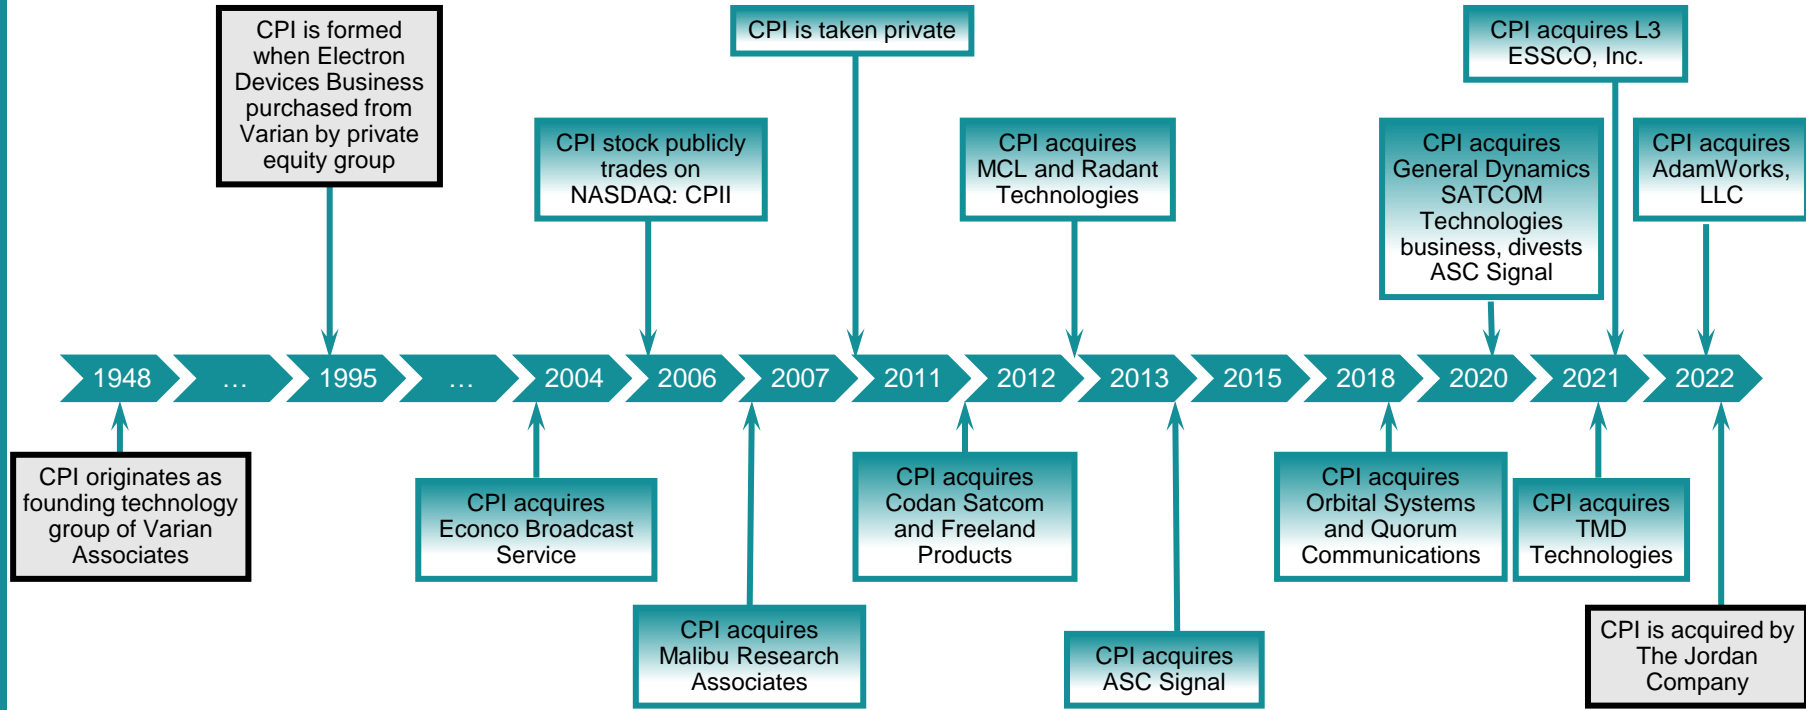 CPI is formed
when Electron
Devices Business
purchased from
Varian by private
equity group
CPI is taken private
CPI acquires L3
ESSCO, Inc.
CPI stock publicly
trades on
NASDAQ: CPII
CPI acquires
MCL and Radant
Technologies
CPI acquires
General Dynamics
SATCOM
Technologies
business, divests
ASC Signal
CPI acquires
AdamWorks,
LLC
1948
…
1995
…
2004
2006
2007
2011
2012
2013
2015
2018
2020
2021
2022
CPI originates as
founding technology
group of Varian
Associates
CPI acquires
Econco Broadcast
Service
CPI acquires
Codan Satcom
and Freeland
Products
CPI acquires
Orbital Systems
and Quorum
Communications
CPI acquires
TMD
Technologies
CPI acquires
Malibu Research
Associates
CPI acquires
ASC Signal
CPI is acquired by
The Jordan
Company